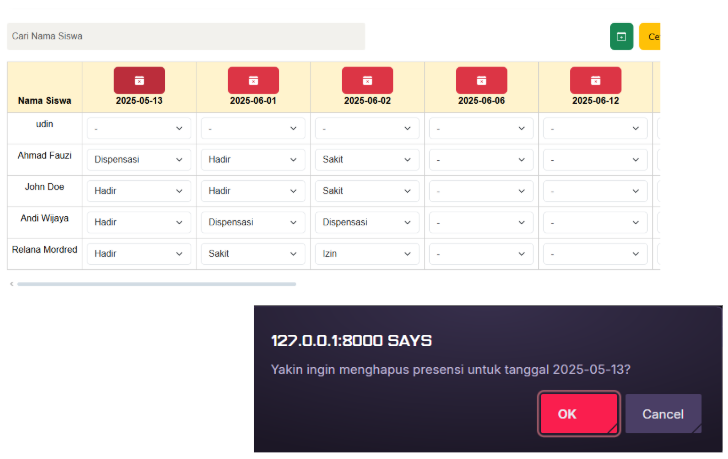 Cari Nama Siswa
Nama Siswa 2025-05-13 2025-06-01 2025-06-02 2025-06-06 2025-06-12
udin - - - - -
Ahmad Fauzi Dispensasi Hadir Sakit - -
John Doe Hadir Hadir Sakit - -
Andi Wijaya Hadir Dispensasi Dispensasi - -
Relana Mordred Hadir Sakit Izin - -
127.0.0.1:8000 SAYS
Yakin ingin menghapus presensi untuk tanggal 2025-05-13?
OK Cancel